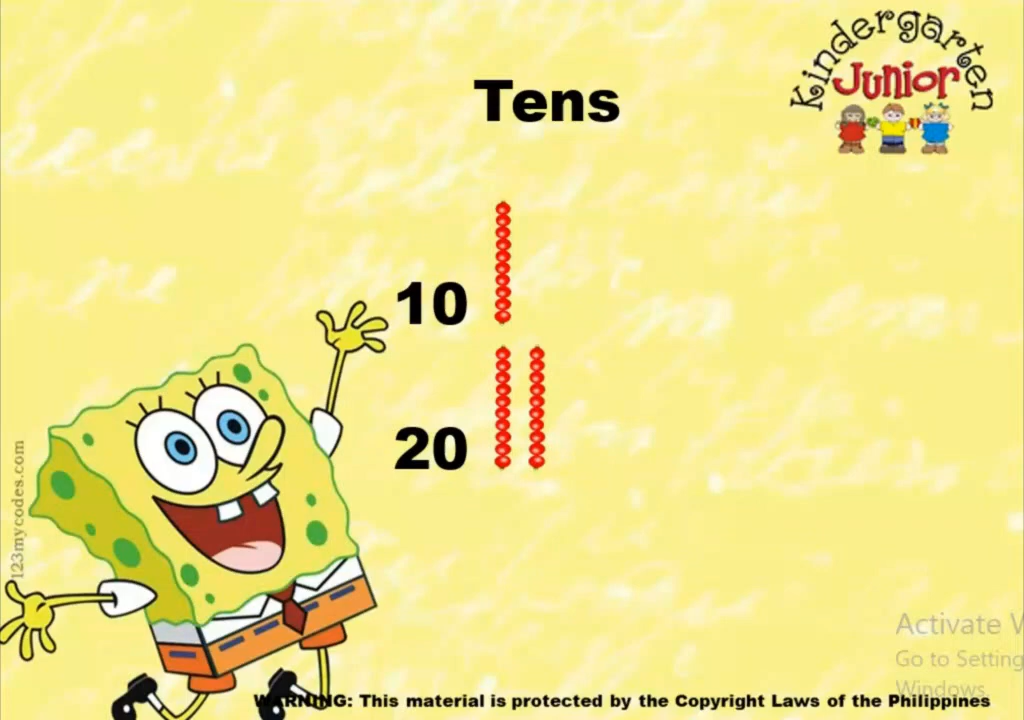 Kindergarten
Junior
Tens
10
20
123mycodes.com
Activate
Go to Setting
Windows.
WARNING: This material is protected by the Copyright Laws of the Philippines